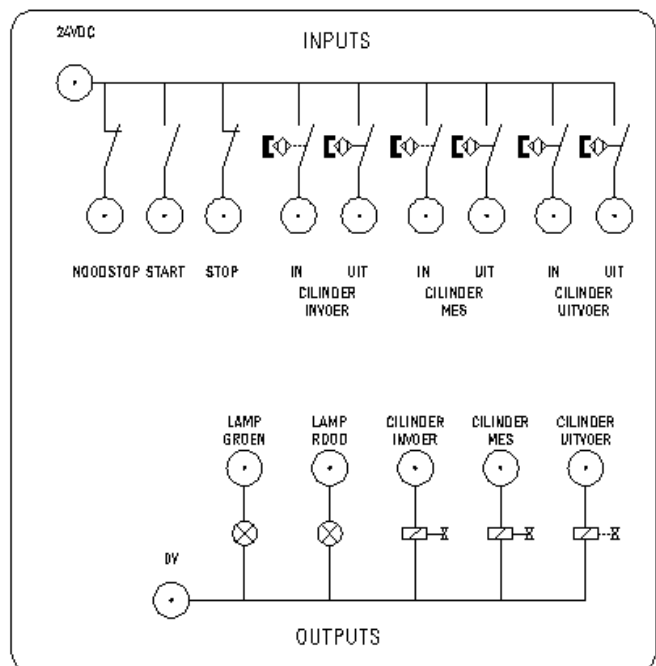 24VDC
INPUTS
NOODSTOP START STOP IN UIT IN UIT IN UIT
CILINDER CILINDER CILINDER
INVOER MES UITVOER
LAMP LAMP CILINDER CILINDER CILINDER
GROEN ROOD INVOER MES UITVOER
0V
OUTPUTS